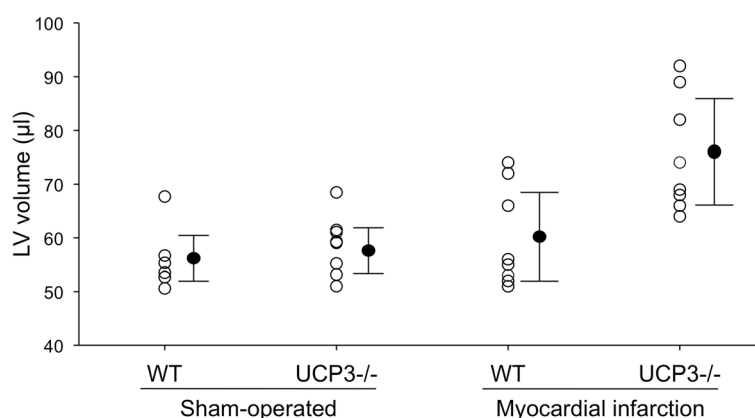 100
90
80
70
60
50
40
LV volume (µl)
WT UCP3-/- WT UCP3-/-
Sham-operated Myocardial infarction